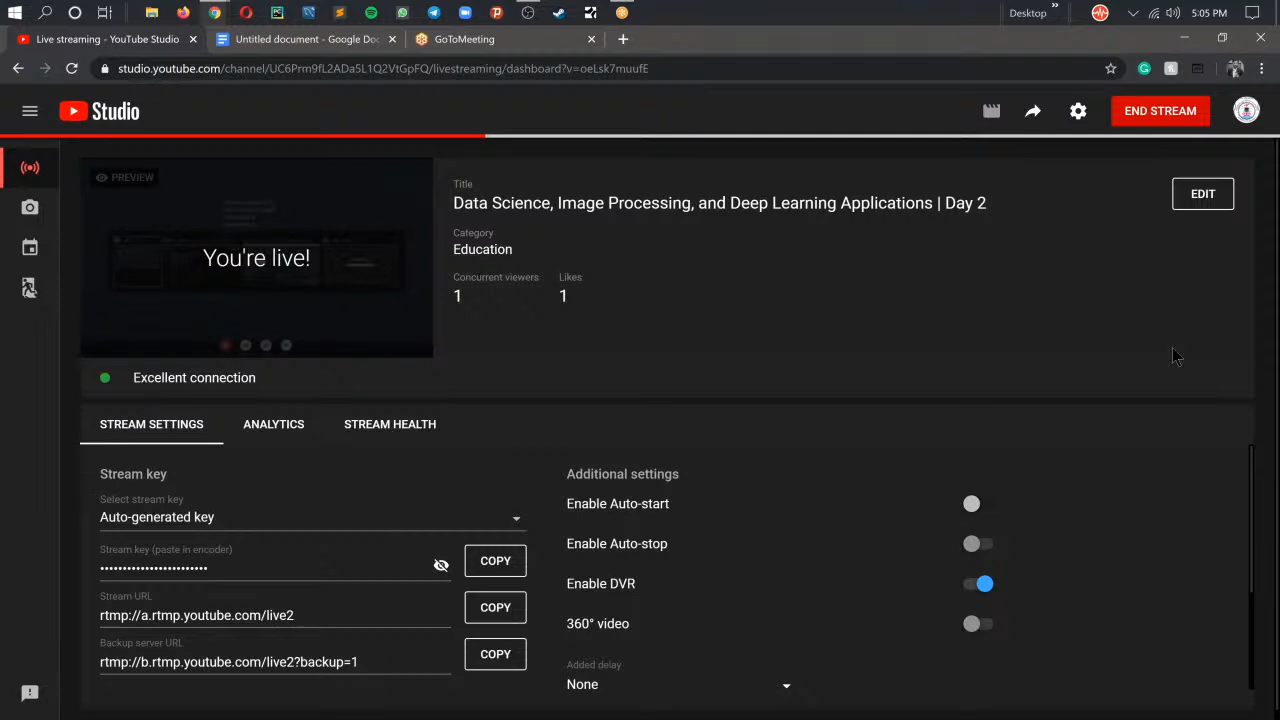 Desktop
5:05 PM
Live streaming - YouTube Studio
Untitled document - Google Doc
GoToMeeting
studio.youtube.com/channel/UC6Prm9fL2ADa5L1Q2VtGpFQ/livestreaming/dashboard?v=oeLsk7muufE
Studio
END STREAM
PREVIEW
You're live!
Title
Data Science, Image Processing, and Deep Learning Applications | Day 2
EDIT
Category
Education
Concurrent viewers
Likes
1
1
Excellent connection
STREAM SETTINGS
ANALYTICS
STREAM HEALTH
Stream key
Select stream key
Auto-generated key
Stream key (paste in encoder)
••••••••••••••••••••••••
COPY
Stream URL
rtmp://a.rtmp.youtube.com/live2
COPY
Backup server URL
rtmp://b.rtmp.youtube.com/live2?backup=1
COPY
Additional settings
Enable Auto-start
Enable Auto-stop
Enable DVR
360° video
Added delay
None